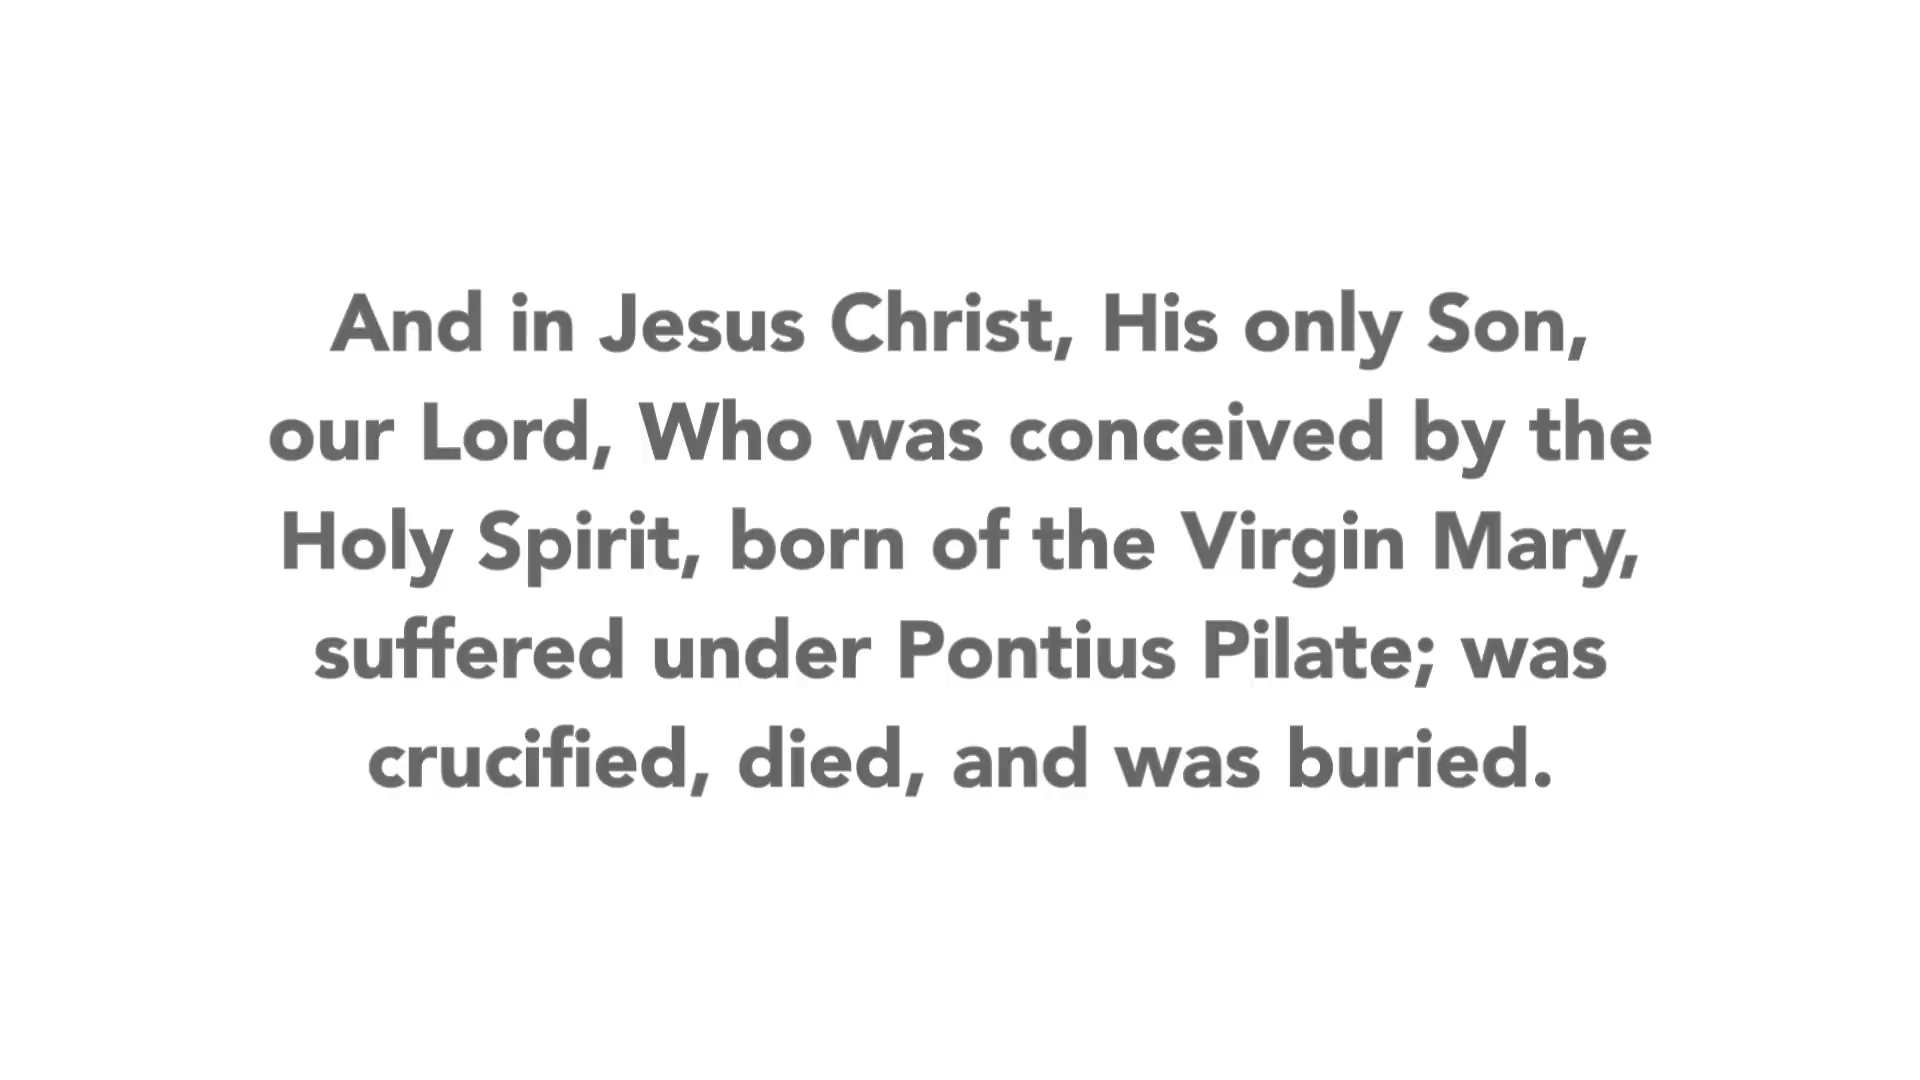 And in Jesus Christ, His only Son,
our Lord, Who was conceived by the
Holy Spirit, born of the Virgin Mary,
suffered under Pontius Pilate; was
crucified, died, and was buried.